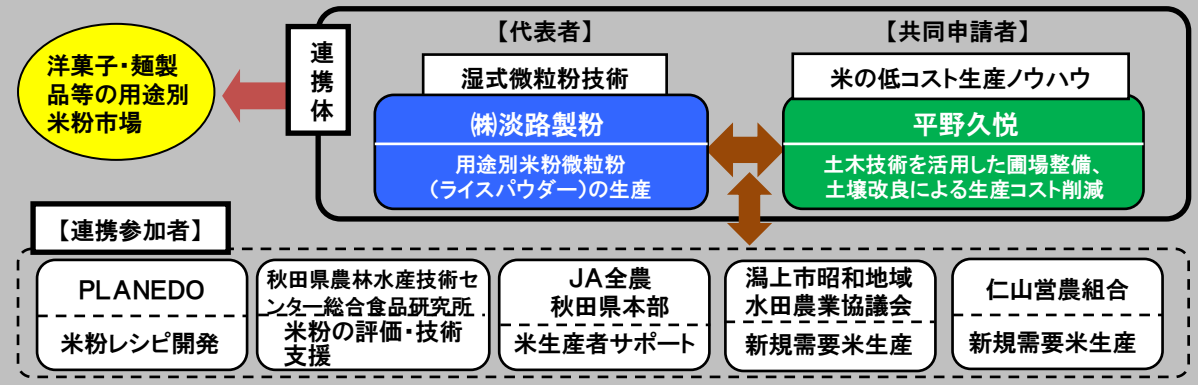 洋菓子・麺製
品等の用途別
米粉市場
連
携
体
【代表者】
湿式微粒粉技術
㈱淡路製粉
用途別米粉微粒粉
（ライスパウダー）の生産
【共同申請者】
米の低コスト生産ノウハウ
平野久悦
土木技術を活用した圃場整備、
土壌改良による生産コスト削減
【連携参加者】
PLANEDO
米粉レシピ開発
秋田県農林水産技術セ
ンター総合食品研究所
米粉の評価・技術
支援
JA全農
秋田県本部
米生産者サポート
潟上市昭和地域
水田農業協議会
新規需要米生産
仁山営農組合
新規需要米生産